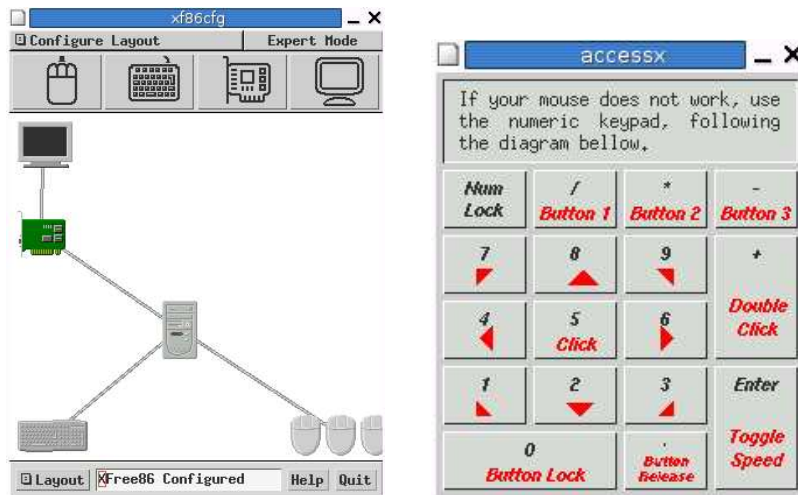 xf86cfg
Configure Layout
Expert Mode
Layout
XFree86 Configured
Help
Quit
accessx
If your mouse does not work, use
the numeric keypad, following
the diagram bellow.
Num
Lock
/
Button 1
*
Button 2
-
Button 3
7
8
9
+
Double
Click
4
5
Click
6
1
2
3
Enter
Toggle
Speed
0
Button Lock
.
Button
Release